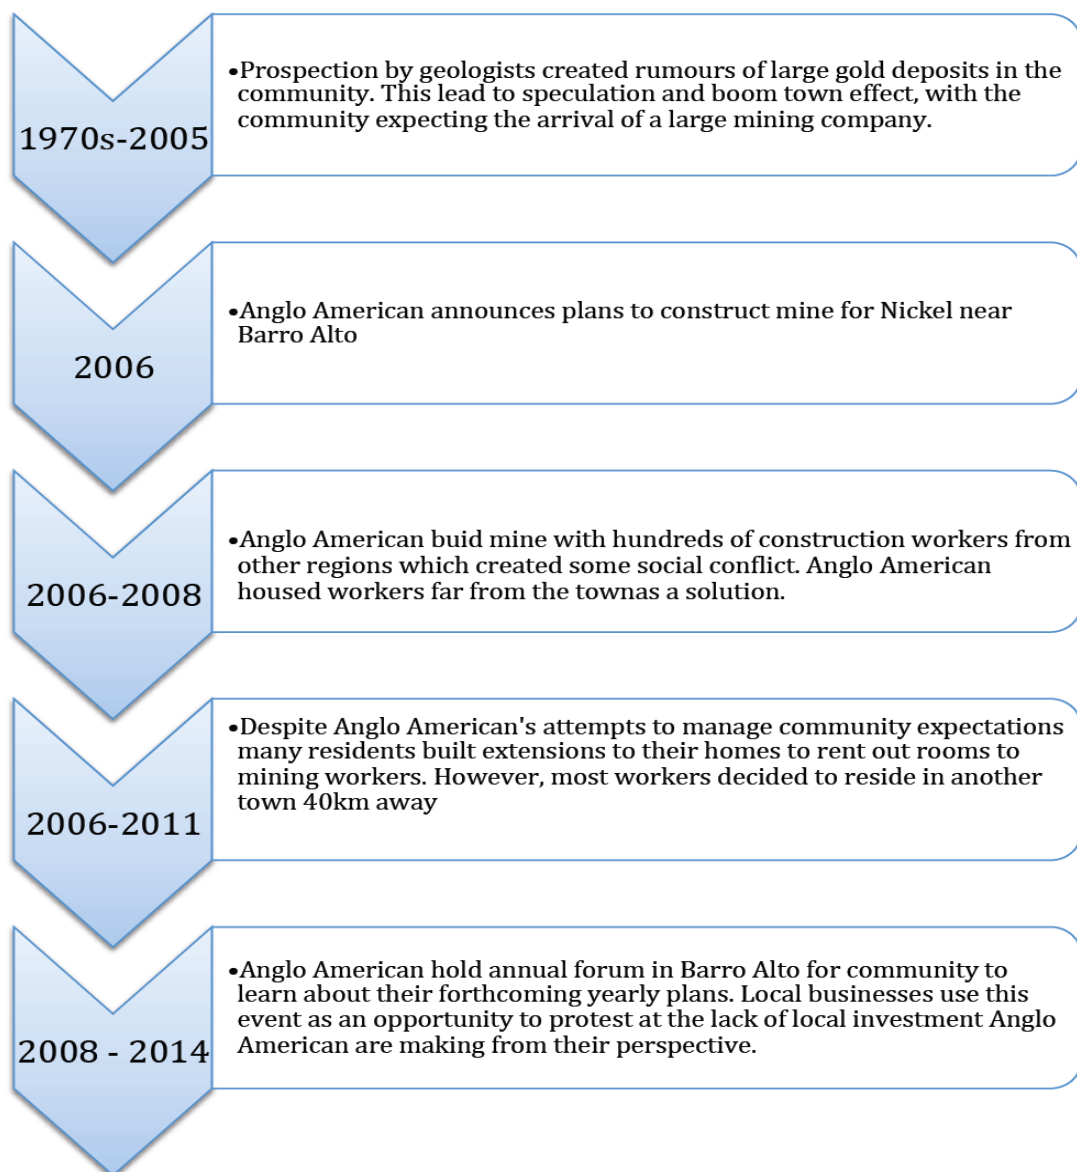 1970s-2005
•Prospection by geologists created rumours of large gold deposits in the
community. This lead to speculation and boom town effect, with the
community expecting the arrival of a large mining company.
2006
•Anglo American announces plans to construct mine for Nickel near
Barro Alto
2006-2008
•Anglo American buid mine with hundreds of construction workers from
other regions which created some social conflict. Anglo American
housed workers far from the townas a solution.
2006-2011
•Despite Anglo American's attempts to manage community expectations
many residents built extensions to their homes to rent out rooms to
mining workers. However, most workers decided to reside in another
town 40km away
2008 - 2014
•Anglo American hold annual forum in Barro Alto for community to
learn about their forthcoming yearly plans. Local businesses use this
event as an opportunity to protest at the lack of local investment Anglo
American are making from their perspective.